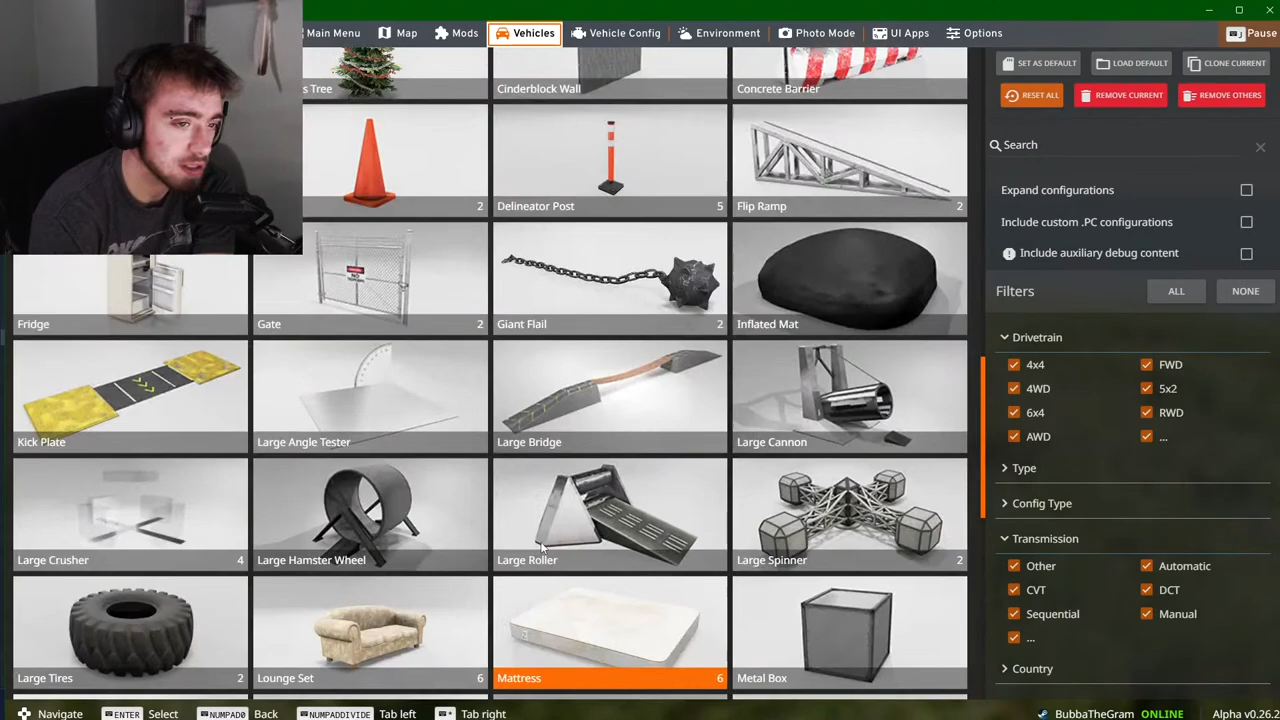 Main Menu Map Mods Vehicles Vehicle Config Environment Photo Mode UI Apps Options J Pause
s Tree
Cinderblock Wall
Concrete Barrier
SET AS DEFAULT LOAD DEFAULT CLONE CURRENT
RESET ALL REMOVE CURRENT REMOVE OTHERS
Search
2
Delineator Post 5
Flip Ramp 2
Expand configurations
Include custom .PC configurations
Include auxiliary debug content
Fridge
Gate 2
Giant Flail 2
Inflated Mat
Filters ALL NONE
Kick Plate
Large Angle Tester
Large Bridge
Large Cannon
Drivetrain
4x4 FWD
4WD 5x2
6x4 RWD
AWD ...
Type
Large Crusher 4
Large Hamster Wheel
Large Roller
Large Spinner 2
Config Type
Transmission
Other Automatic
CVT DCT
Sequential Manual
...
Large Tires 2
Lounge Set 6
Mattress 6
Metal Box
Country
Navigate ENTER Select NUMPAD0 Back NUMPADDIVIDE Tab left * Tab right BubbaTheGram ONLINE Alpha v0.26.2